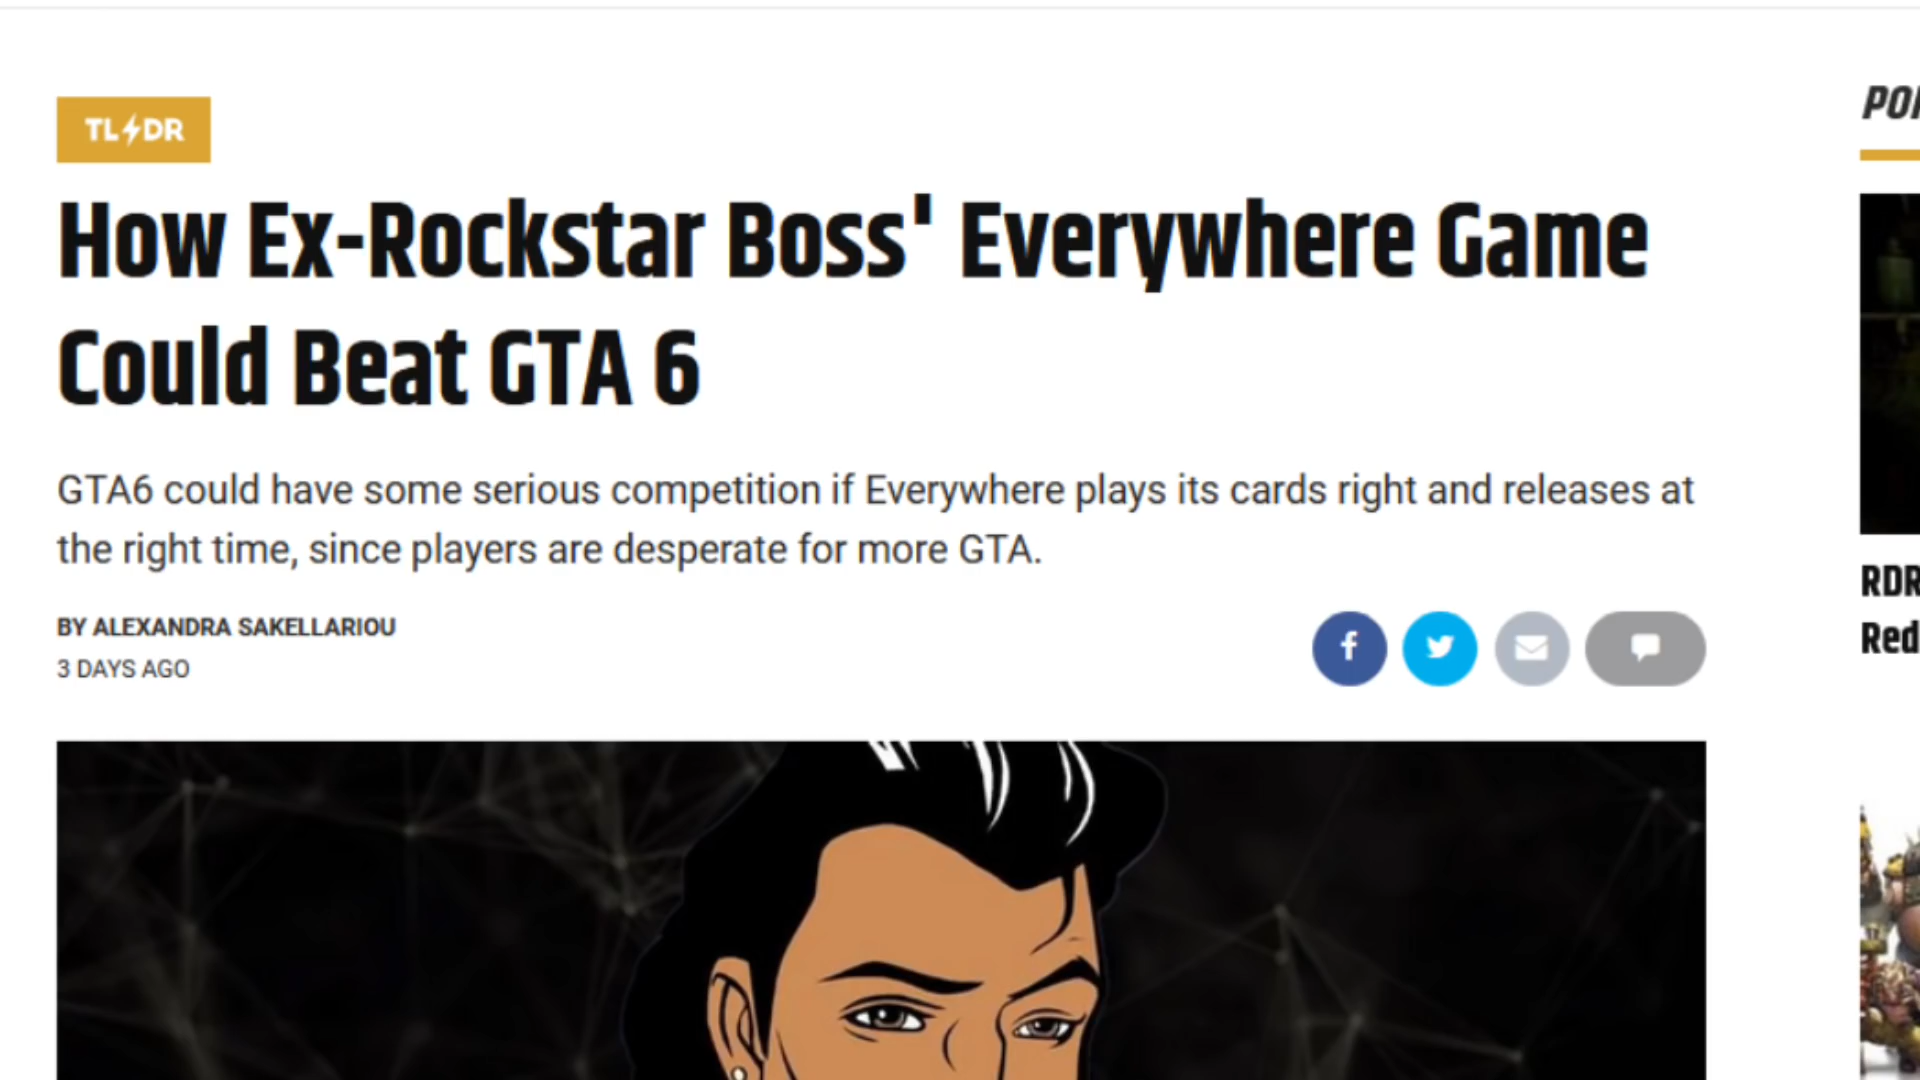 TL DR
How Ex-Rockstar Boss' Everywhere Game
Could Beat GTA 6
GTA6 could have some serious competition if Everywhere plays its cards right and releases at
the right time, since players are desperate for more GTA.
BY ALEXANDRA SAKELLARIOU
3 DAYS AGO
f
RDR
Red